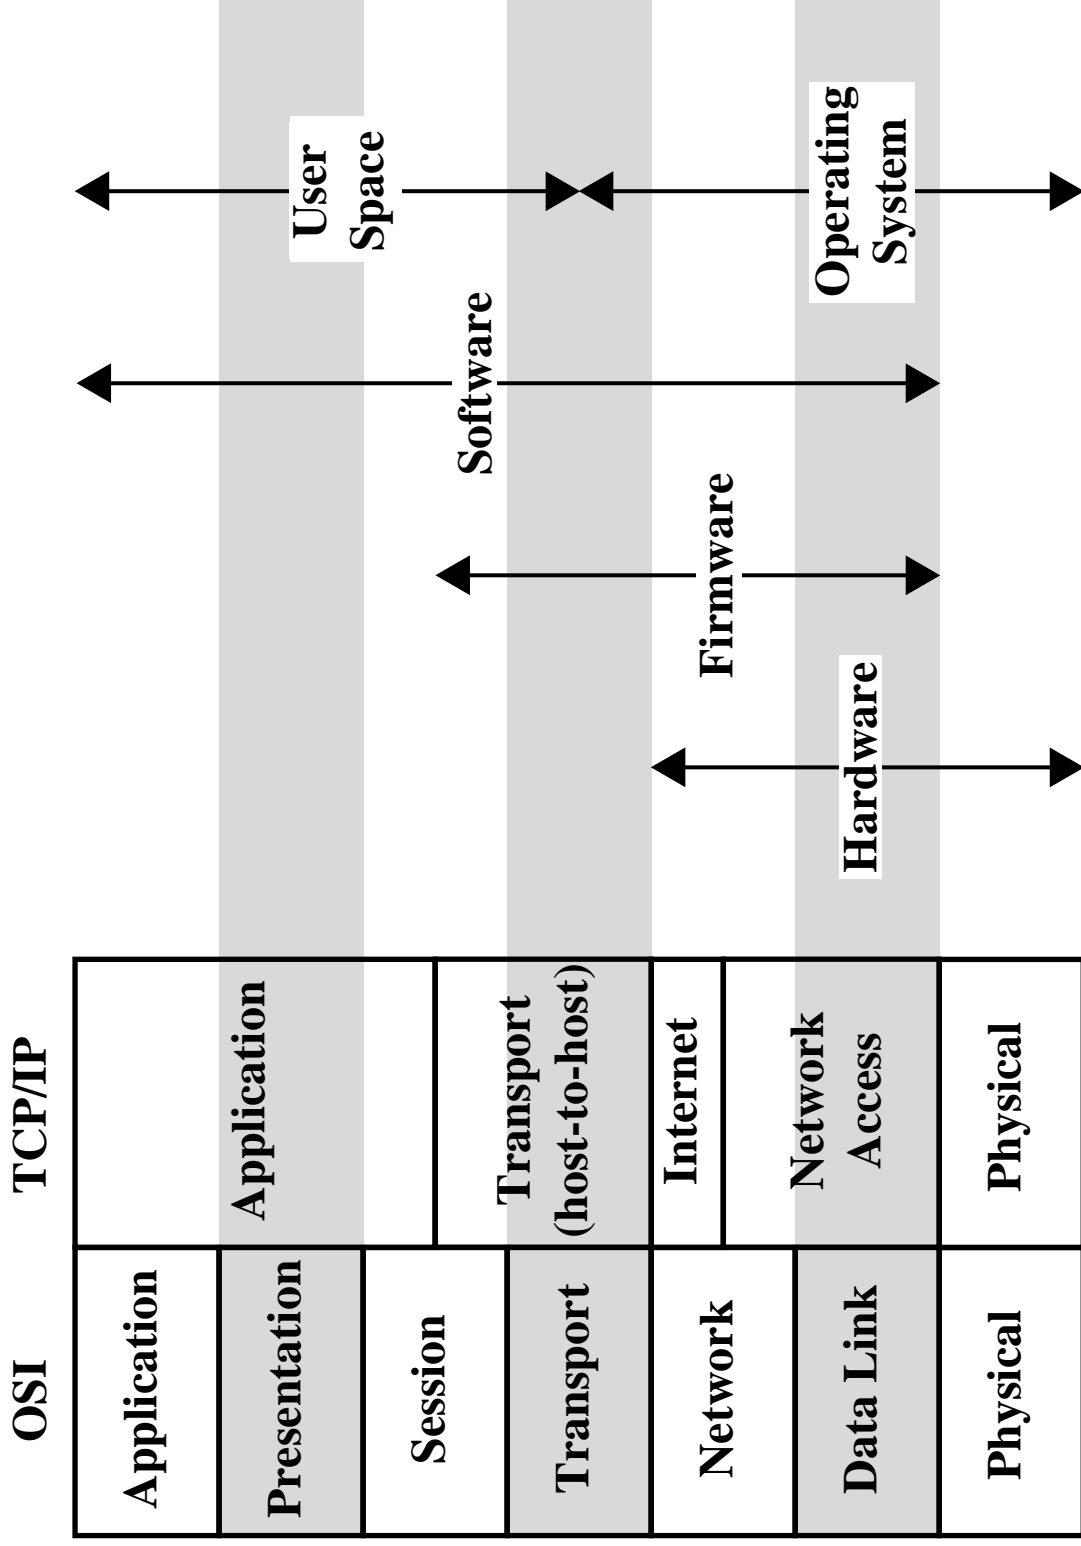 OSI
TCP/IP
Application
Presentation
Session
Transport
Network
Data Link
Physical
Application
Transport
(host-to-host)
Internet
Network
Access
Physical
Hardware
Firmware
Software
User
Space
Operating
System